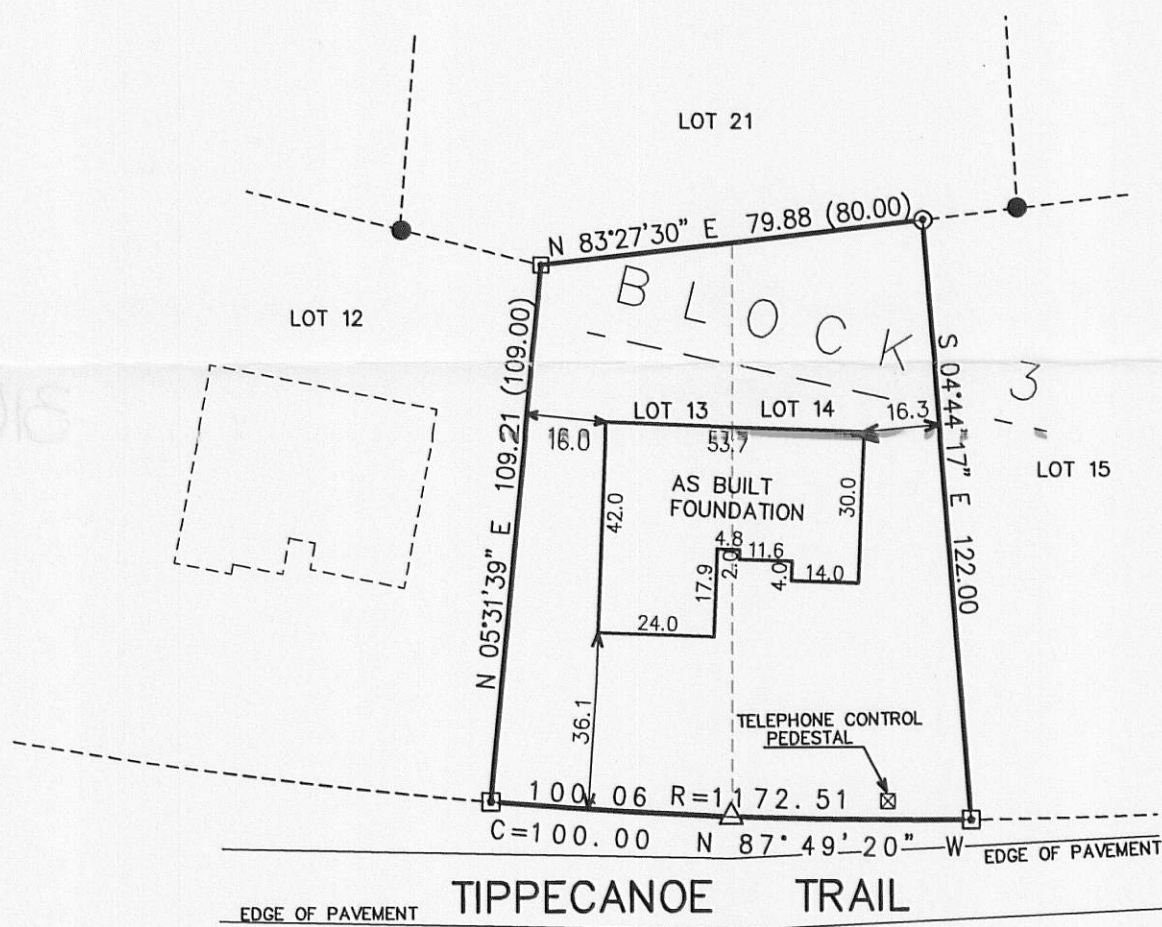 LOT 21
N 83°27'30" E 79.88 (80.00)
BLOCK 3
LOT 12
N 05°31'39" E 109.21 (109.00)
S 04°44'17" E 122.00
LOT 13
LOT 14
16.3
16.0
53.7
LOT 15
AS BUILT
FOUNDATION
42.0
30.0
4.8
11.6
2.0
4.0
14.0
17.9
24.0
36.1
TELEPHONE CONTROL
PEDESTAL
100.06 R=1172.51
C=100.00 N 87°49'20" W
EDGE OF PAVEMENT
TIPPECANOE TRAIL
EDGE OF PAVEMENT